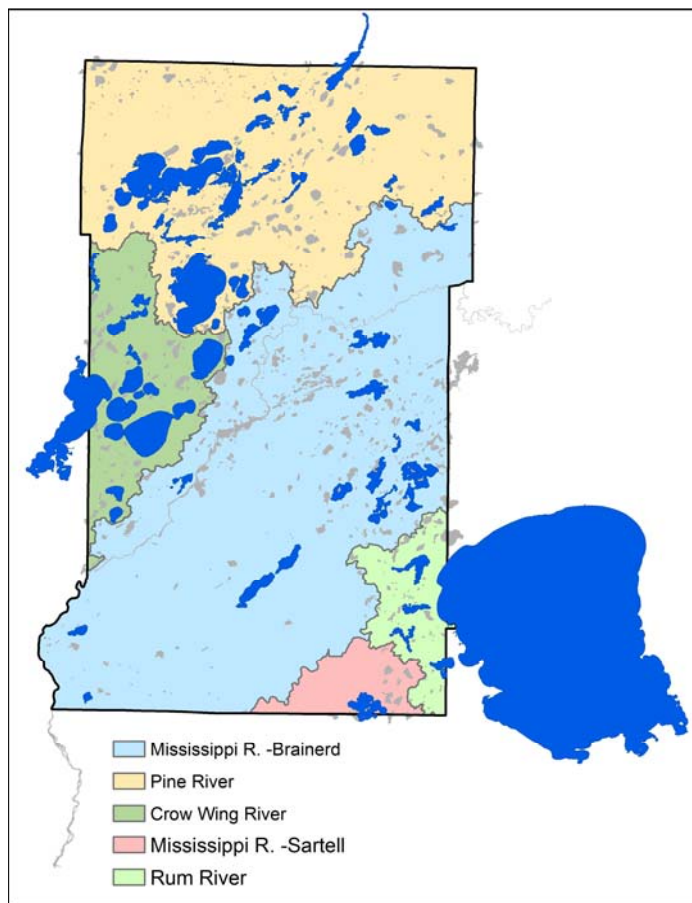 Mississippi R. -Brainerd
Pine River
Crow Wing River
Mississippi R. -Sartell
Rum River